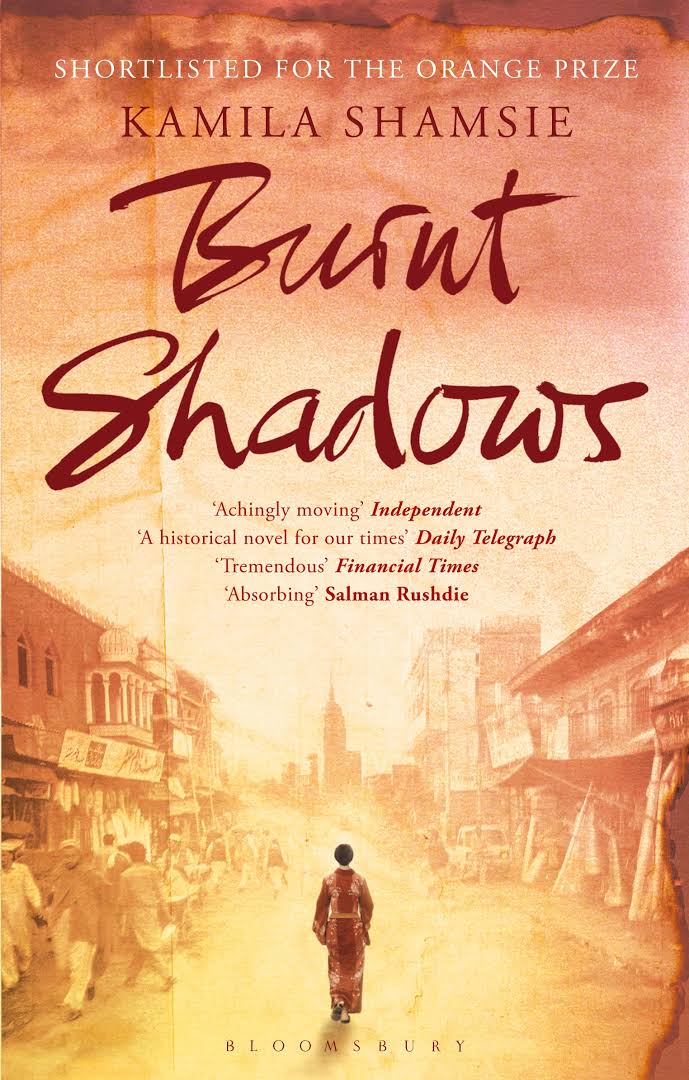 SHORTLISTED FOR THE ORANGE PRIZE
KAMILA SHAMSIE
Burnt
Shadows
‘Achingly moving’ Independent
‘A historical novel for our times’ Daily Telegraph
‘Tremendous’ Financial Times
‘Absorbing’ Salman Rushdie
BLOOMSBURY